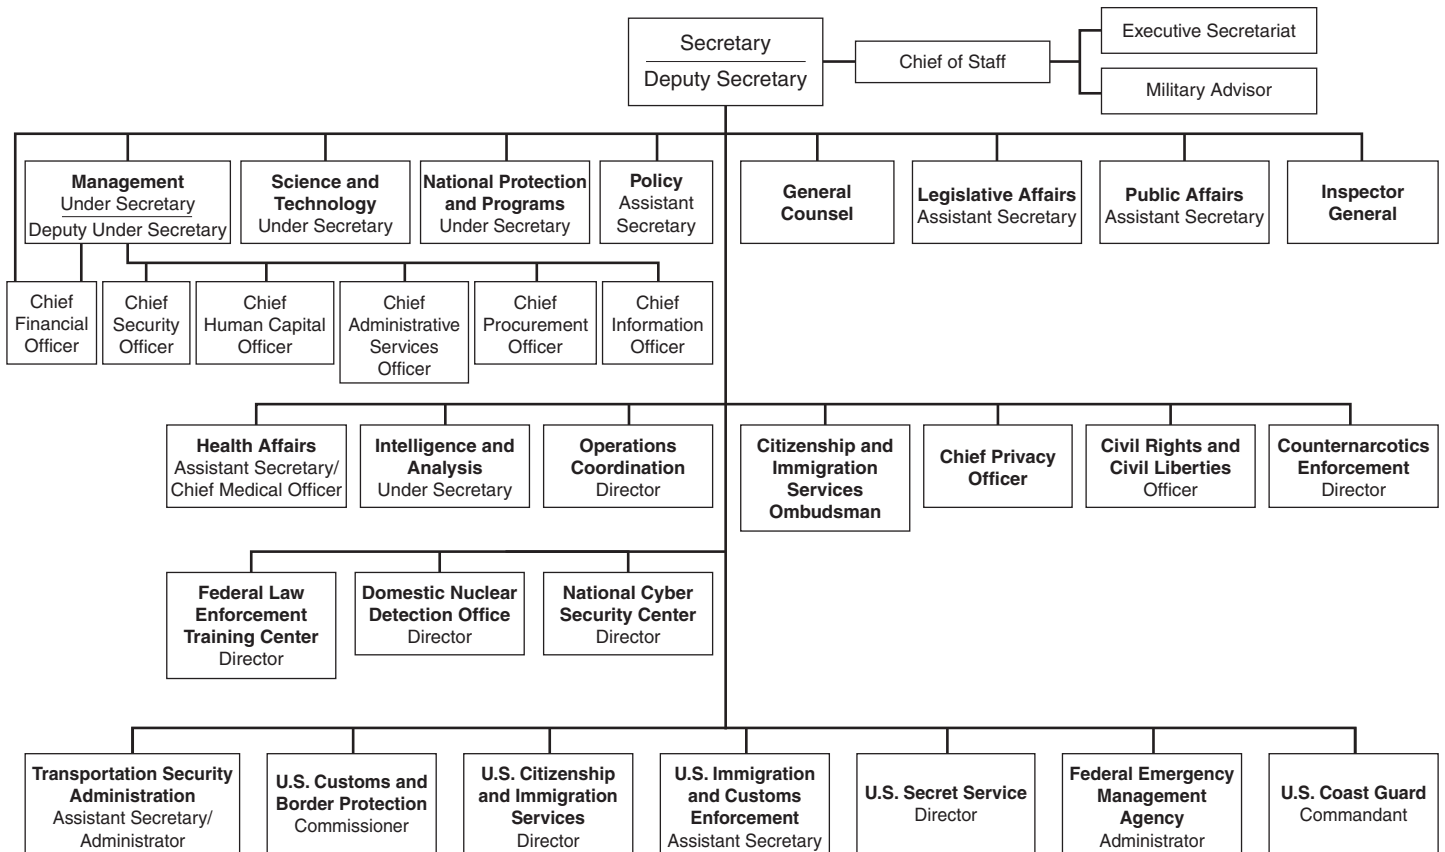 Secretary
Deputy Secretary
Chief of Staff
Executive Secretariat
Military Advisor
Management
Under Secretary
Deputy Under Secretary
Science and
Technology
Under Secretary
National Protection
and Programs
Under Secretary
Policy
Assistant
Secretary
General
Counsel
Legislative Affairs
Assistant Secretary
Public Affairs
Assistant Secretary
Inspector
General
Chief
Financial
Officer
Chief
Security
Officer
Chief
Human Capital
Officer
Chief
Administrative
Services
Officer
Chief
Procurement
Officer
Chief
Information
Officer
Health Affairs
Assistant Secretary/
Chief Medical Officer
Intelligence and
Analysis
Under Secretary
Operations
Coordination
Director
Citizenship and
Immigration
Services
Ombudsman
Chief Privacy
Officer
Civil Rights and
Civil Liberties
Officer
Counternarcotics
Enforcement
Director
Federal Law
Enforcement
Training Center
Director
Domestic Nuclear
Detection Office
Director
National Cyber
Security Center
Director
Transportation Security
Administration
Assistant Secretary/
Administrator
U.S. Customs and
Border Protection
Commissioner
U.S. Citizenship
and Immigration
Services
Director
U.S. Immigration
and Customs
Enforcement
Assistant Secretary
U.S. Secret Service
Director
Federal Emergency
Management
Agency
Administrator
U.S. Coast Guard
Commandant